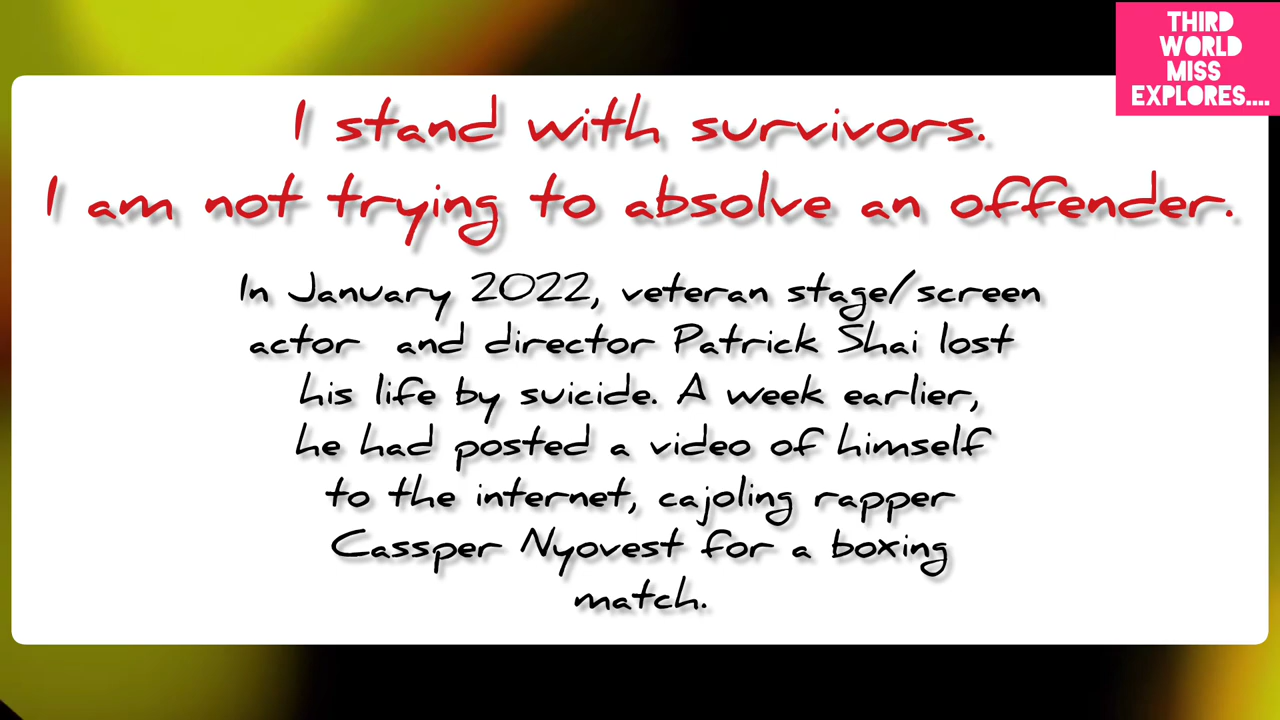 THIRD
WORLD
MISS
EXPLORES....
I stand with survivors.
I am not trying to absolve an offender.
In January 2022, veteran stage/screen
actor and director Patrick Shai lost
his life by suicide. A week earlier,
he had posted a video of himself
to the internet, cajoling rapper
Cassper Nyovest for a boxing
match.